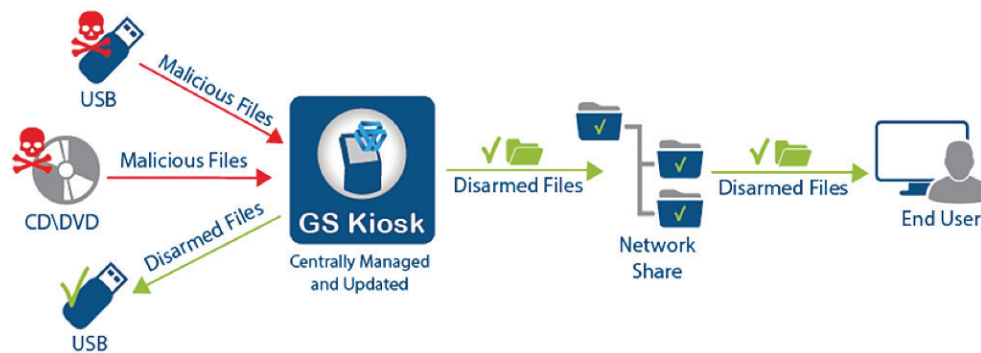 USB
Malicious Files
CD\DVD
Malicious Files
Disarmed Files
USB
GS Kiosk
Centrally Managed
and Updated
Disarmed Files
Network
Share
Disarmed Files
End User